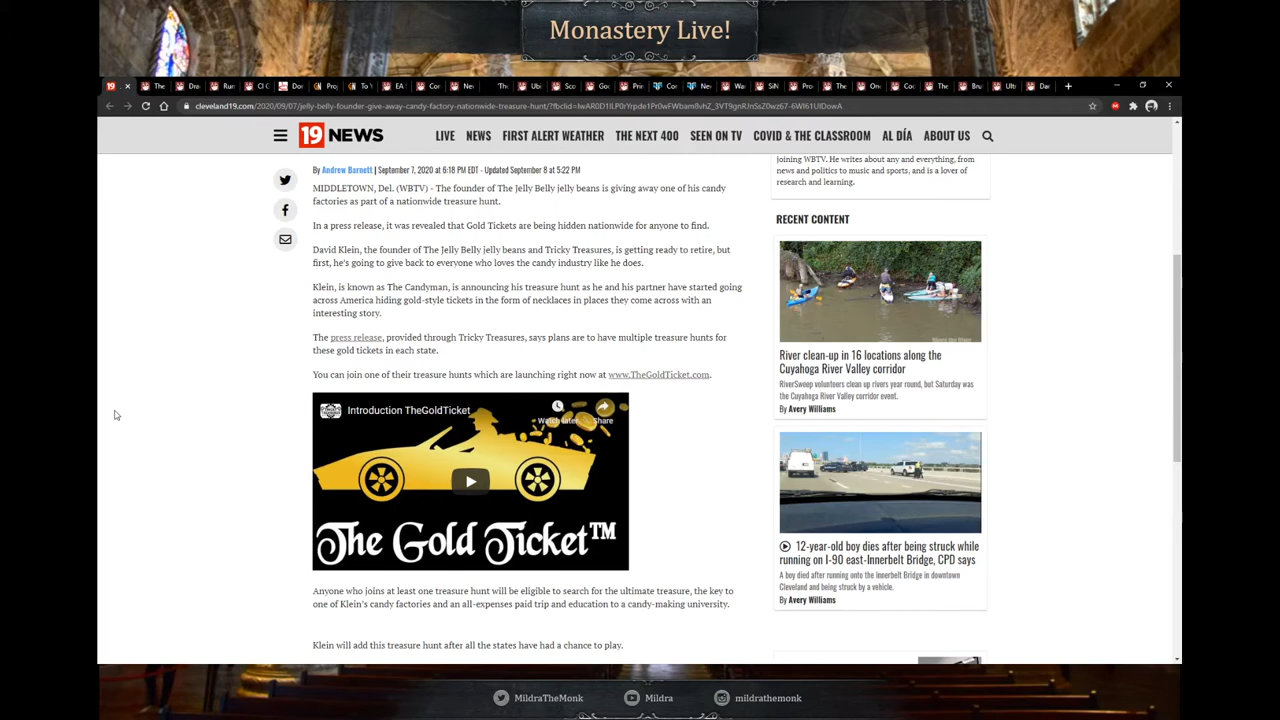 Monastery Live!
cleveland19.com/2020/09/07/jelly-belly-founder-give-away-candy-factory-nationwide-treasure-hunt/
19 NEWS
LIVE NEWS FIRST ALERT WEATHER THE NEXT 400 SEEN ON TV COVID & THE CLASSROOM AL DÍA ABOUT US
By Andrew Barnett | September 7, 2020 at 6:18 PM EDT - Updated September 8 at 5:22 PM
MIDDLETOWN, Del. (WBTV) - The founder of The Jelly Belly jelly beans is giving away one of his candy
factories as part of a nationwide treasure hunt.
In a press release, it was revealed that Gold Tickets are being hidden nationwide for anyone to find.
David Klein, the founder of The Jelly Belly jelly beans and Tricky Treasures, is getting ready to retire, but
first, he's going to give back to everyone who loves the candy industry like he does.
Klein, is known as The Candyman, is announcing his treasure hunt as he and his partner have started going
across America hiding gold-style tickets in the form of necklaces in places they come across with an
interesting story.
The press release, provided through Tricky Treasures, says plans are to have multiple treasure hunts for
these gold tickets in each state.
You can join one of their treasure hunts which are launching right now at www.TheGoldTicket.com.
Introduction TheGoldTicket
Watch later Share
The Gold Ticket™
Anyone who joins at least one treasure hunt will be eligible to search for the ultimate treasure, the key to
one of Klein's candy factories and an all-expenses paid trip and education to a candy-making university.
Klein will add this treasure hunt after all the states have had a chance to play.
joining WBTV. He writes about any and everything, from
news and politics to music and sports, and is a lover of
research and learning.
RECENT CONTENT
River clean-up in 16 locations along the
Cuyahoga River Valley corridor
RiverSweep volunteers clean up rivers year round, but Saturday was
the Cuyahoga River Valley corridor event.
By Avery Williams
12-year-old boy dies after being struck while
running on I-90 east-Innerbelt Bridge, CPD says
A boy died after running onto the Innerbelt Bridge in downtown
Cleveland and being struck by a vehicle.
By Avery Williams
MildraTheMonk Mildra mildrathemonk